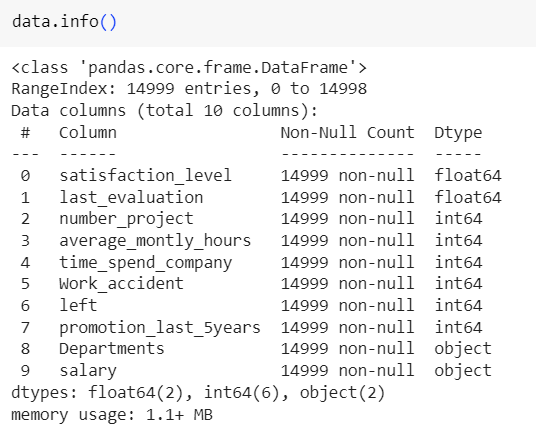 data.info()
<class 'pandas.core.frame.DataFrame'>
RangeIndex: 14999 entries, 0 to 14998
Data columns (total 10 columns):
 #   Column                 Non-Null Count  Dtype
---  ------                 --------------  -----
 0   satisfaction_level     14999 non-null  float64
 1   last_evaluation        14999 non-null  float64
 2   number_project         14999 non-null  int64
 3   average_montly_hours   14999 non-null  int64
 4   time_spend_company     14999 non-null  int64
 5   Work_accident          14999 non-null  int64
 6   left                   14999 non-null  int64
 7   promotion_last_5years  14999 non-null  int64
 8   Departments            14999 non-null  object
 9   salary                 14999 non-null  object
dtypes: float64(2), int64(6), object(2)
memory usage: 1.1+ MB